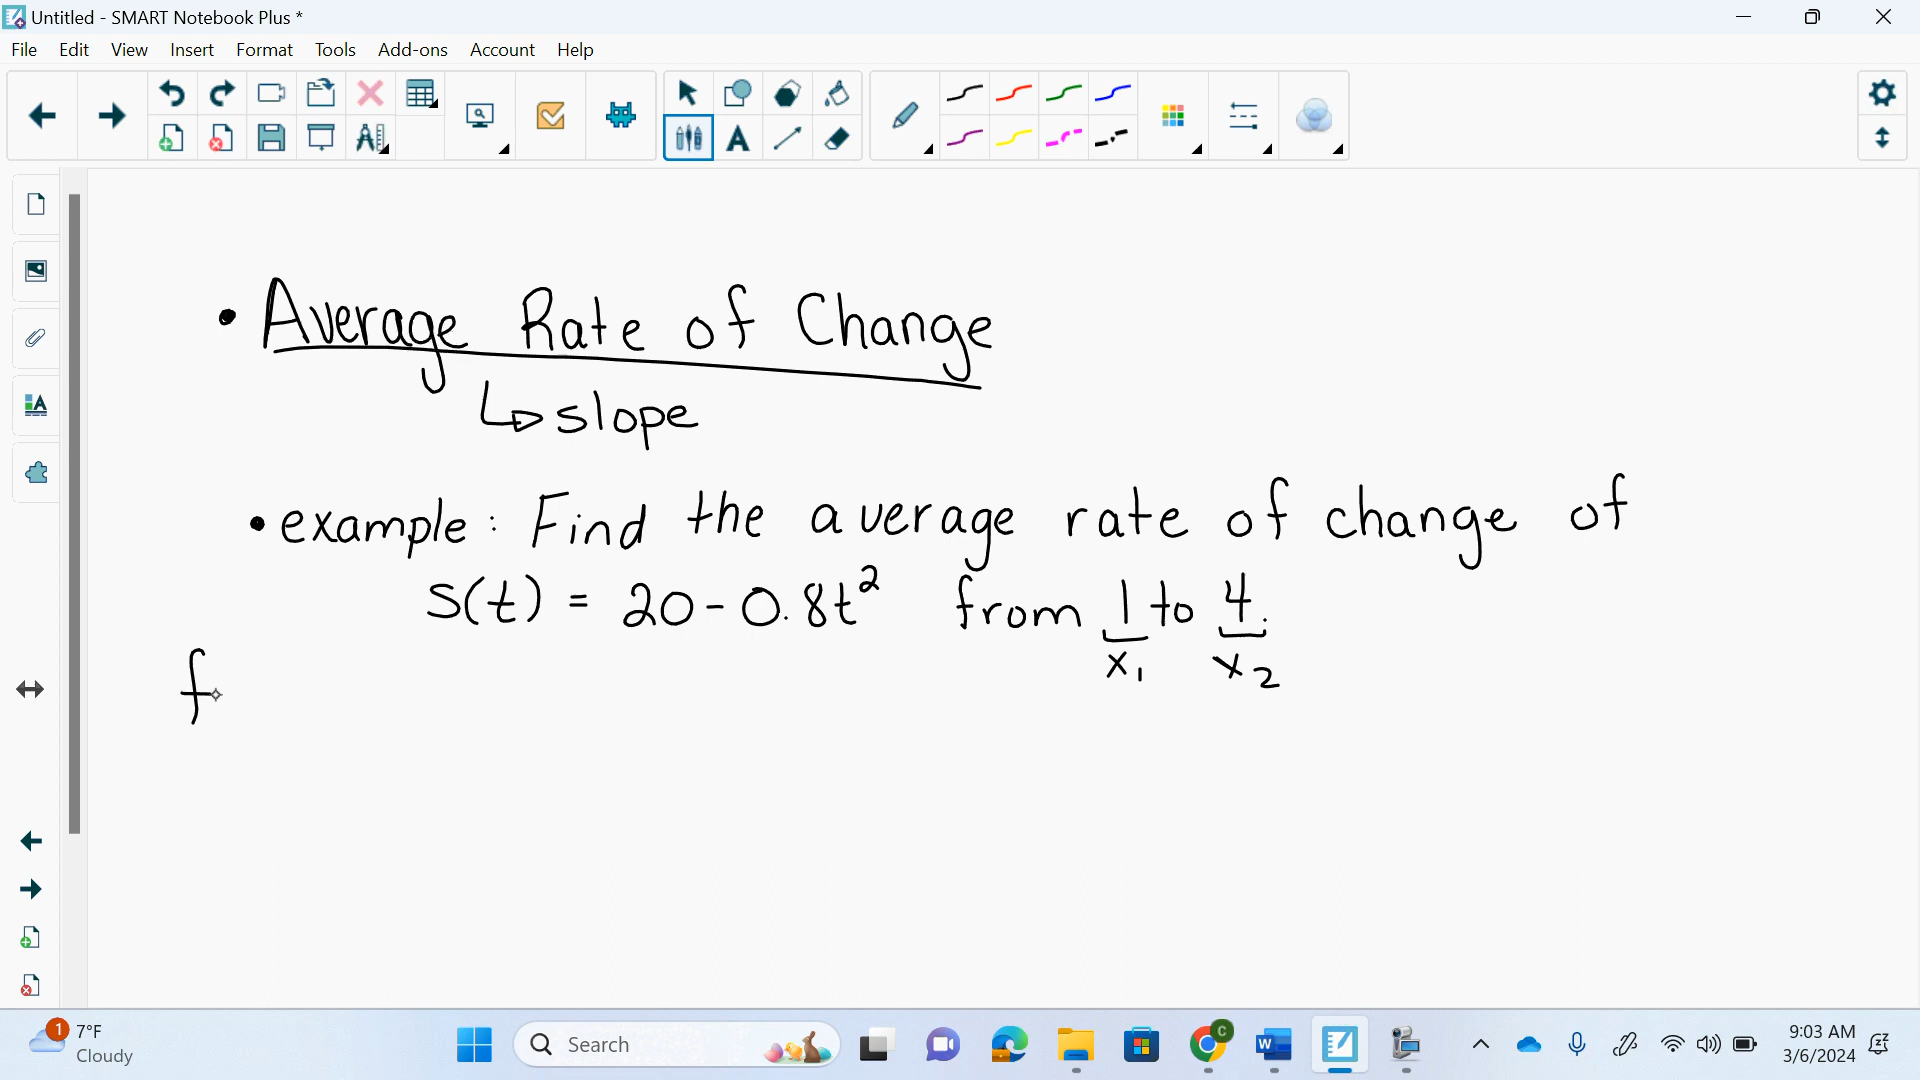 Untitled - SMART Notebook Plus *
File Edit View Insert Format Tools Add-ons Account Help
• Average Rate of Change
slope
• example: Find the average rate of change of
s(t) = 20 - 0.8t² from 1 to 4.
x₁ x₂
f
1 7°F
Cloudy
Search
C
9:03 AM
3/6/2024